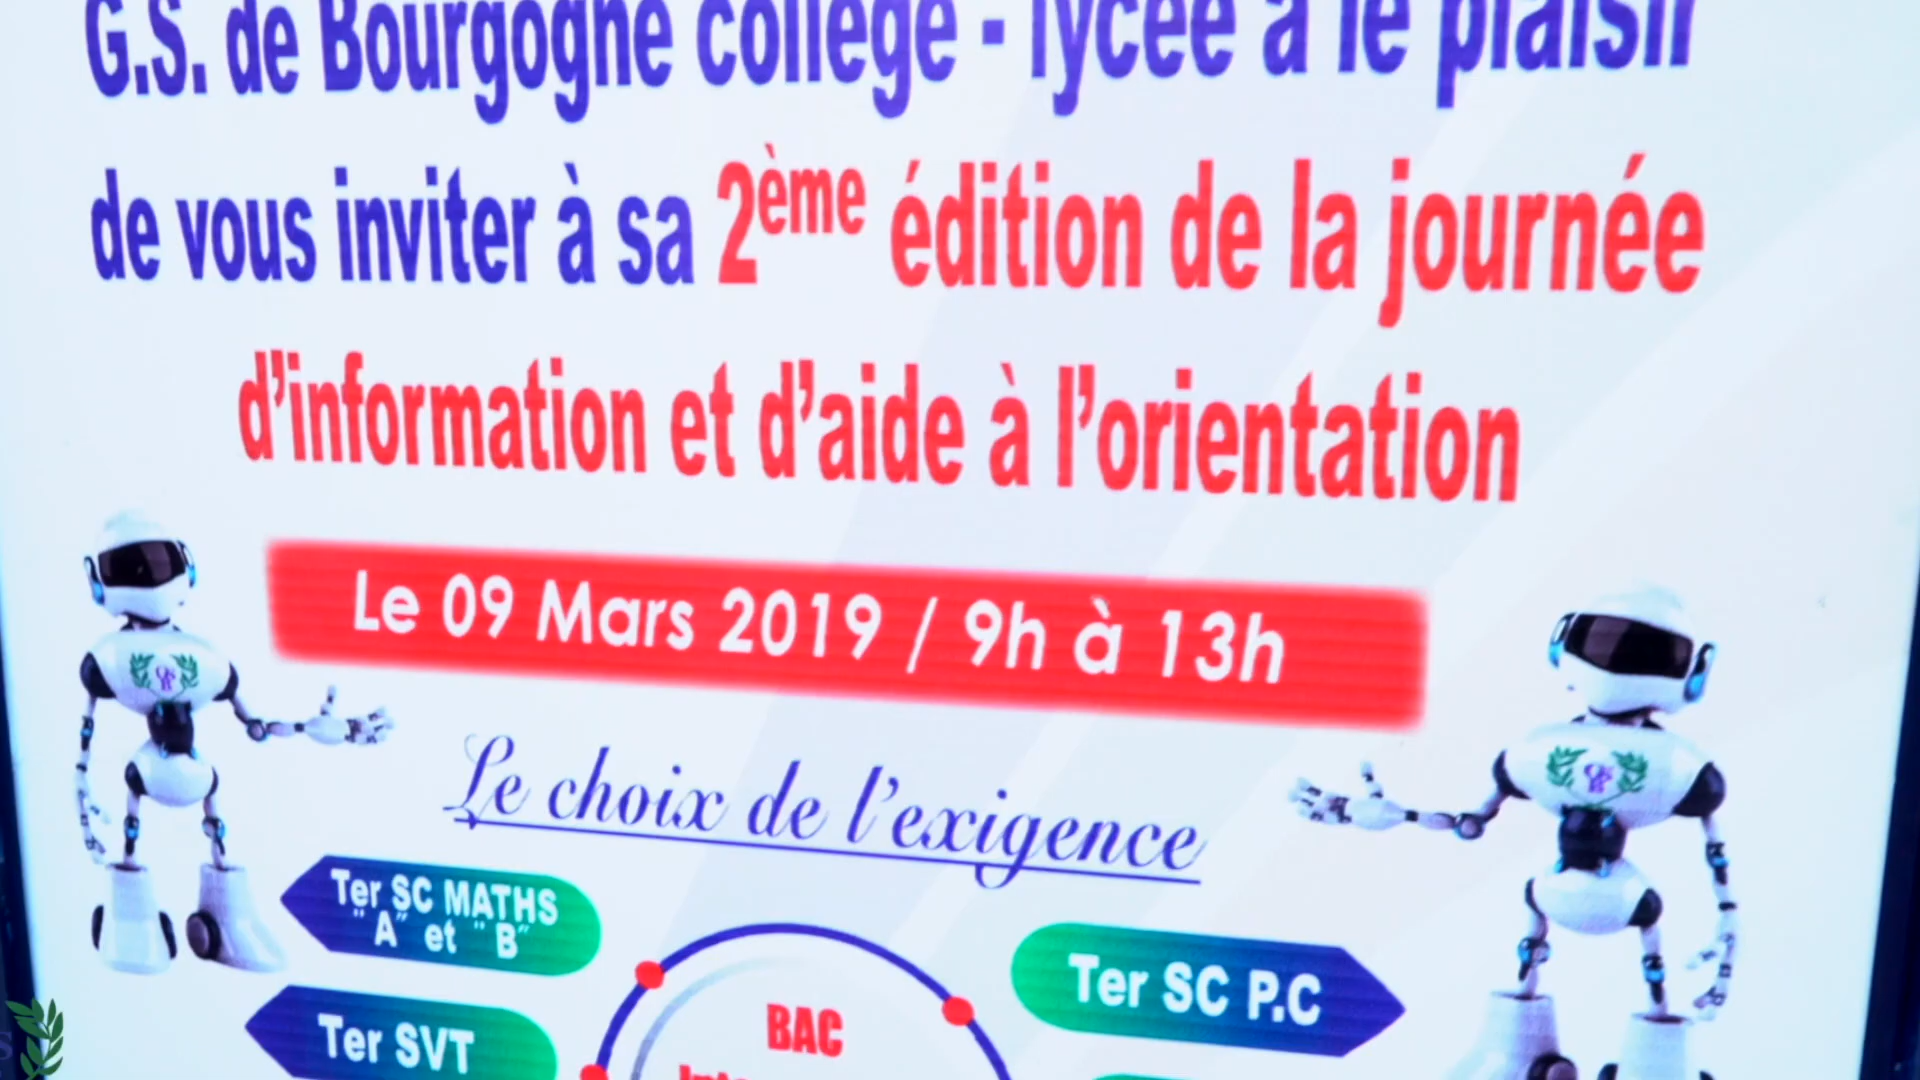 G.S. de Bourgogne collège - lycée a le plaisir
de vous inviter à sa 2ème édition de la journée
d'information et d'aide à l'orientation
Le 09 Mars 2019 / 9h à 13h
Le choix de l'exigence
Ter SC MATHS
"A" et "B"
Ter SC P.C
Ter SVT
BAC